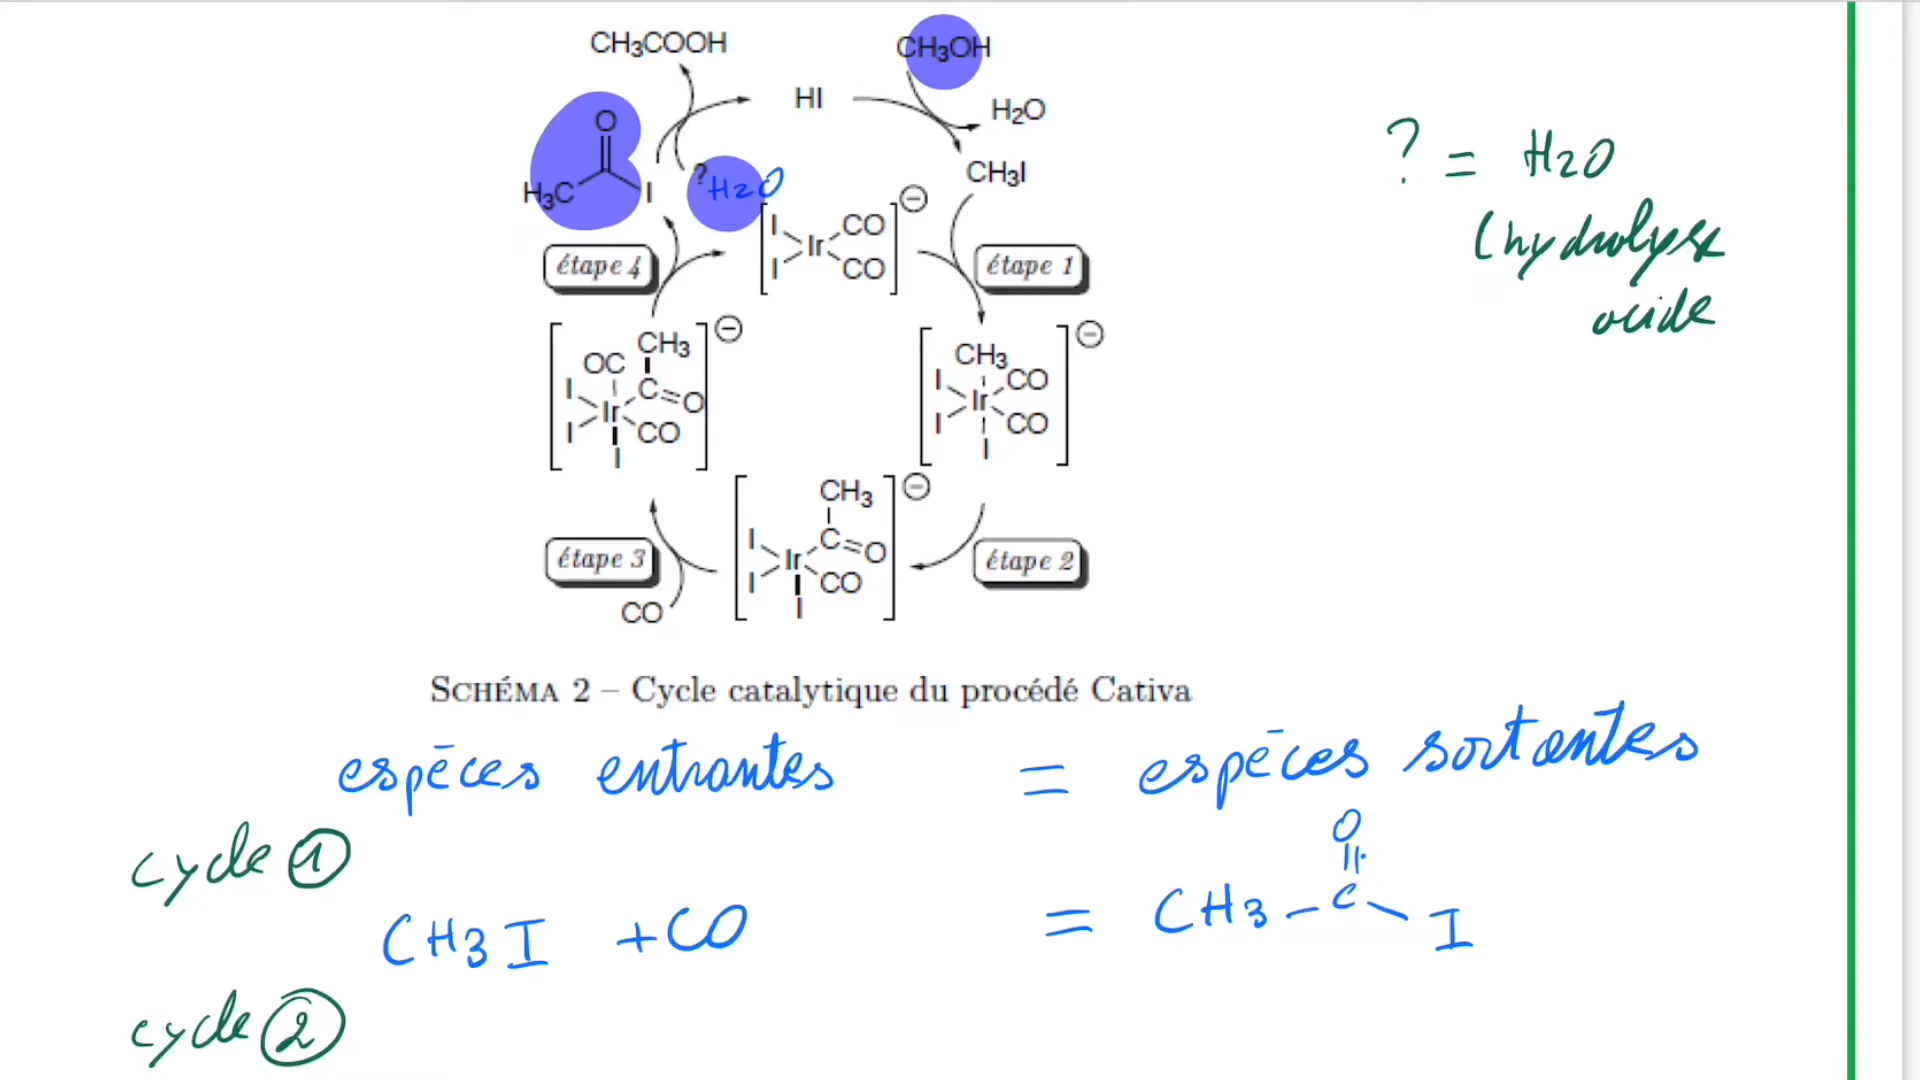 CH3COOH
CH3OH
HI
H2O
O
H3C I
? H2O
CH3I
[I I Ir CO CO] ⊖
étape 4
étape 1
[OC CH3 I I Ir C=O CO I] ⊖
[CH3 I I Ir CO CO I] ⊖
[CH3 I I Ir C=O CO I] ⊖
étape 3
étape 2
CO
? = H2O
(hydrolyse
acide
SCHÉMA 2 – Cycle catalytique du procédé Cativa
espèces entrantes = espèces sortantes
cycle ①
O
CH3I + CO = CH3 – C – I
cycle ②